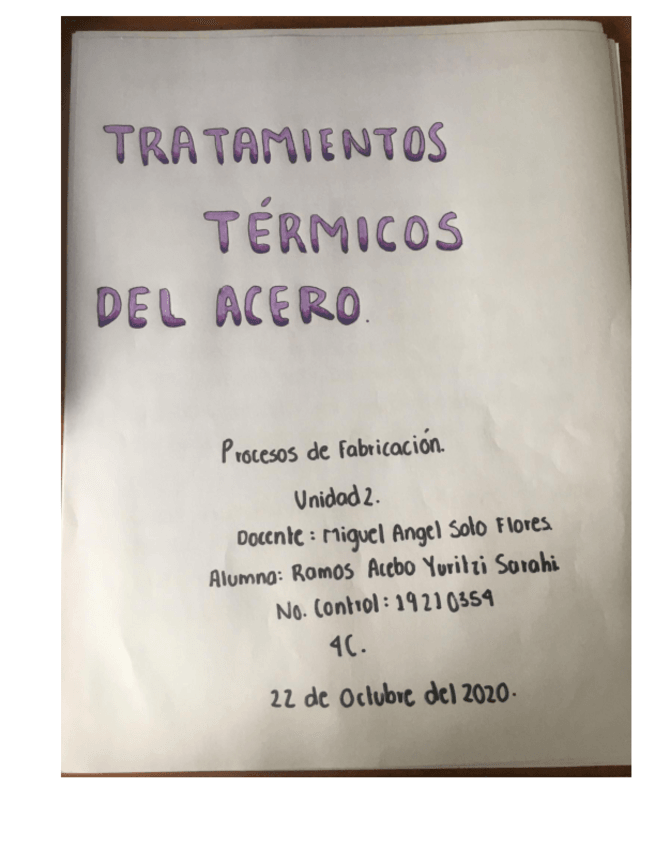 TRATAMIENTOS
TÉRMICOS
DEL ACERO.
Procesos de Fabricación.
Unidad 2.
Docente: Miguel Angel Solo Flores.
Alumna: Ramos Acebo Yuritzi Sarahi
No. Control: 19210354
4C.
22 de Octubre del 2020.